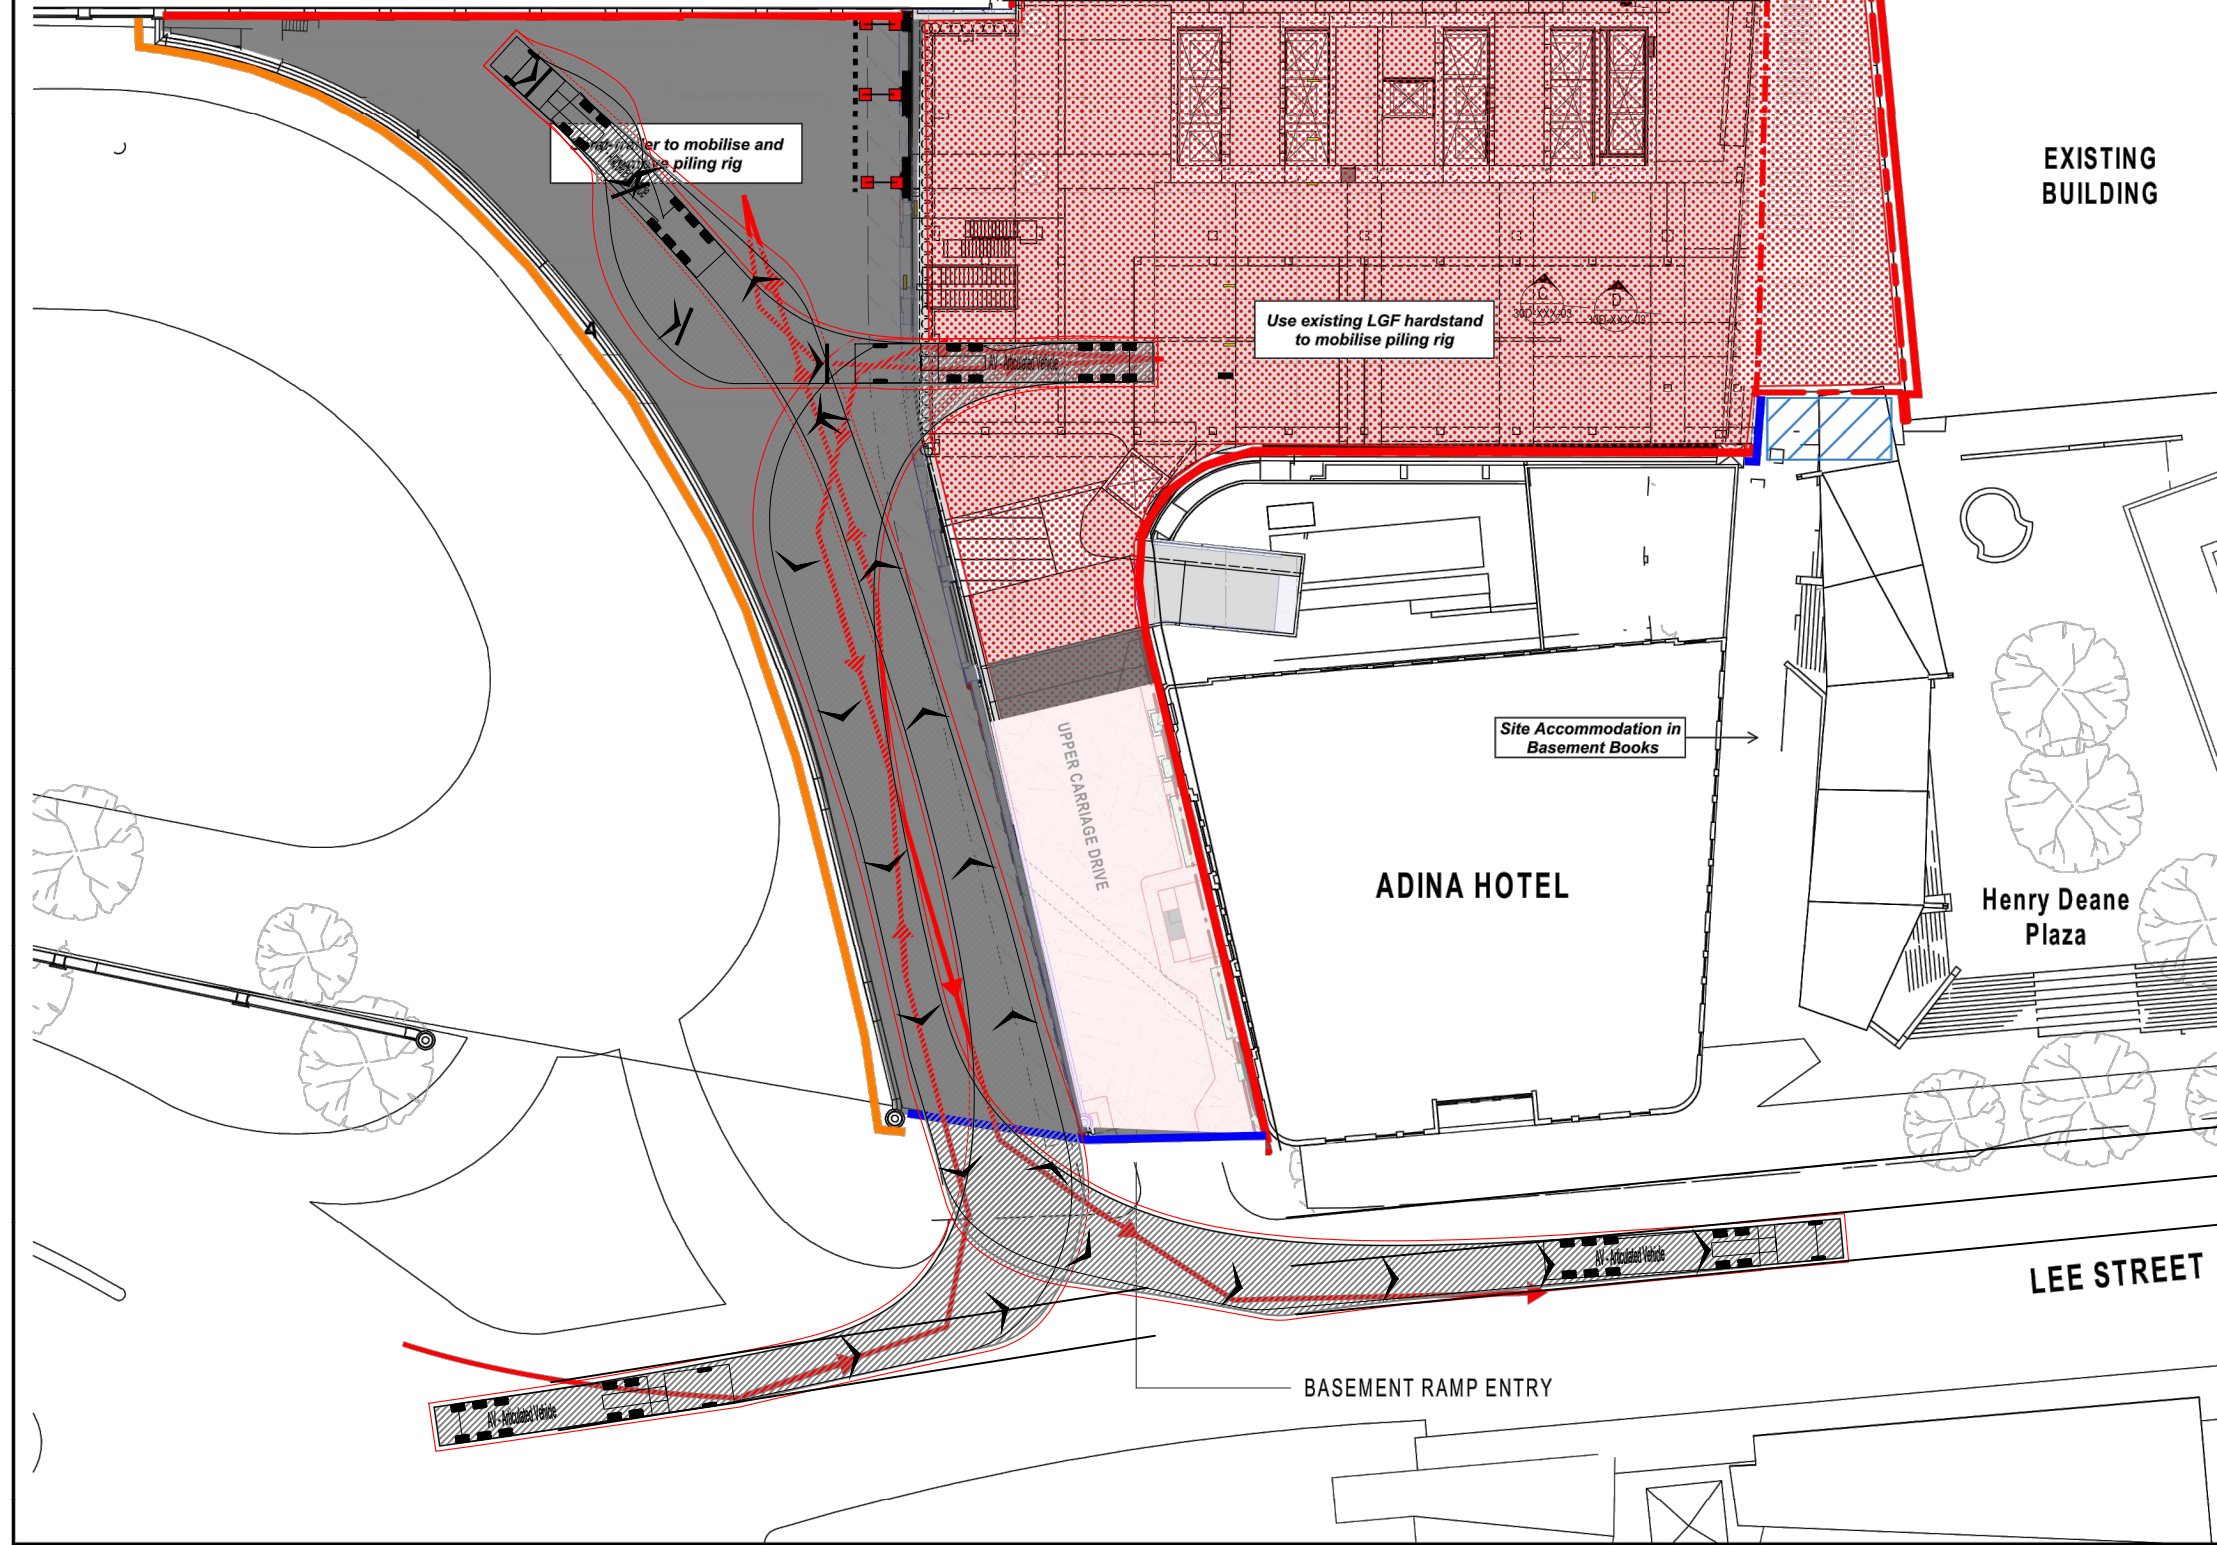 er to mobilise and
piling rig
EXISTING
BUILDING
C
D
Use existing LGF hardstand
to mobilise piling rig
4
AV - Articulated Vehicle
UPPER CARRIAGE DRIVE
Site Accommodation in
Basement Books
ADINA HOTEL
Henry Deane
Plaza
AV - Articulated Vehicle
LEE STREET
BASEMENT RAMP ENTRY
AV - Articulated Vehicle